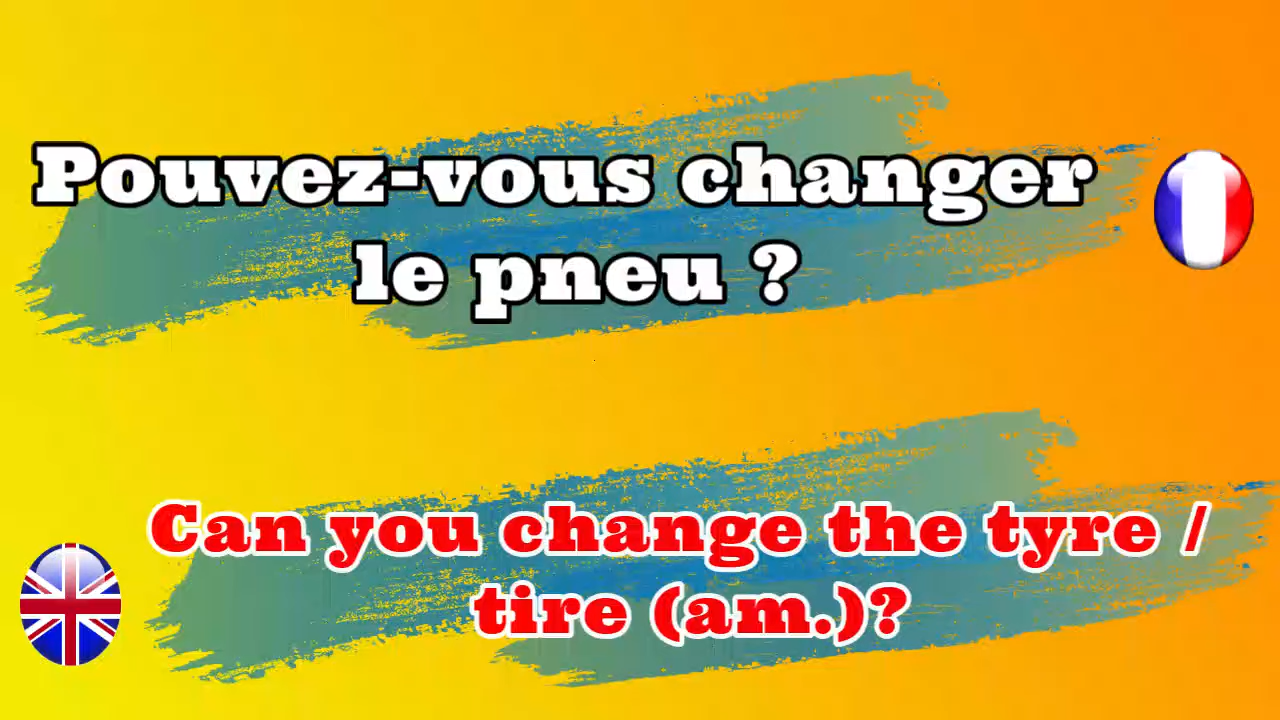 Pouvez-vous changer
le pneu ?
Can you change the tyre /
tire (am.)?